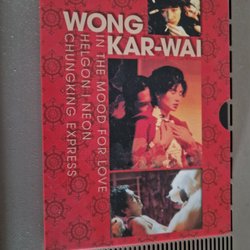 WONG
KAR-WAI
IN THE MOOD FOR LOVE
HELGON I NEON
CHUNGKING EXPRESS